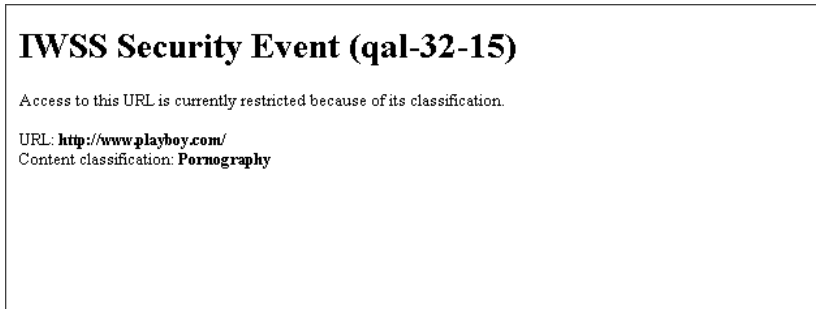 IWSS Security Event (qal-32-15)
Access to this URL is currently restricted because of its classification.
URL: http://www.playboy.com/
Content classification: Pornography